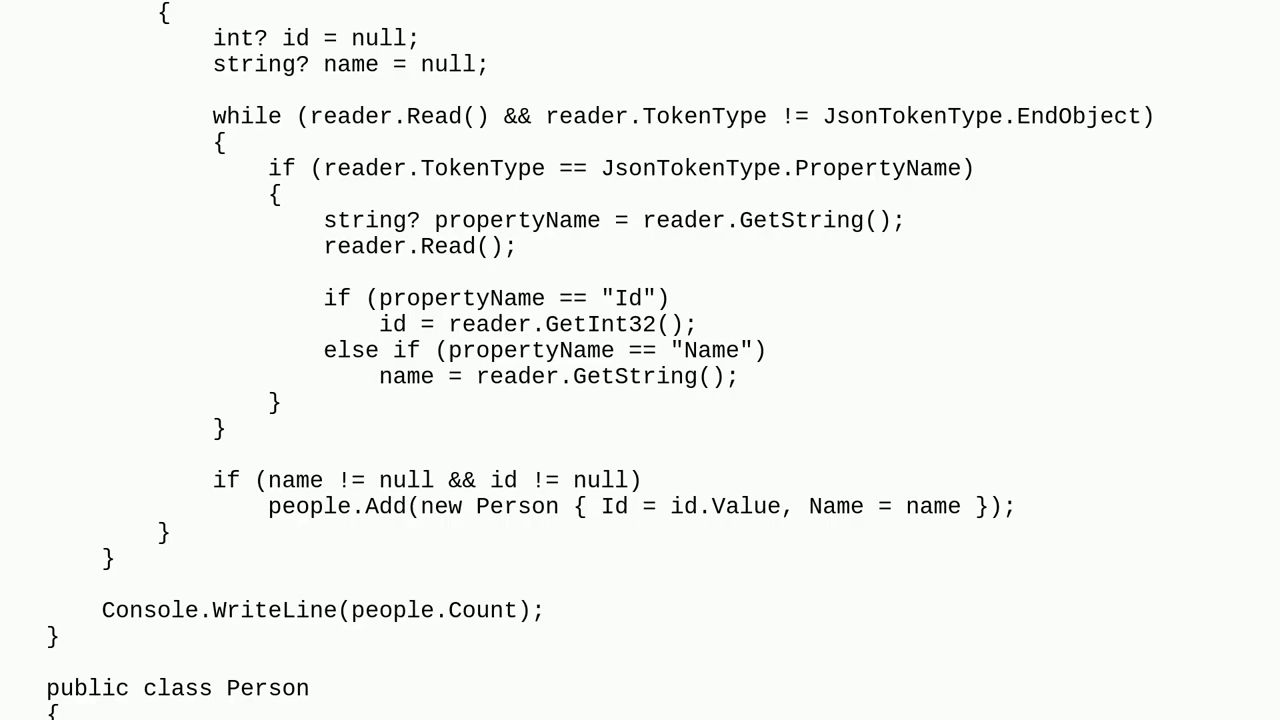 {
int? id = null;
string? name = null;
while (reader.Read() && reader.TokenType != JsonTokenType.EndObject)
{
if (reader.TokenType == JsonTokenType.PropertyName)
{
string? propertyName = reader.GetString();
reader.Read();
if (propertyName == "Id")
id = reader.GetInt32();
else if (propertyName == "Name")
name = reader.GetString();
}
}
if (name != null && id != null)
people.Add(new Person { Id = id.Value, Name = name });
}
}
Console.WriteLine(people.Count);
}
public class Person
{